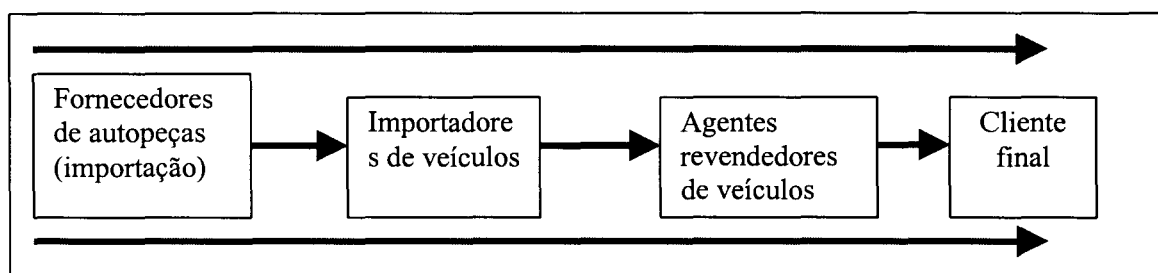 Fornecedores
de autopeças
(importação)
Importadore
s de veículos
Agentes
revendedores
de veículos
Cliente
final